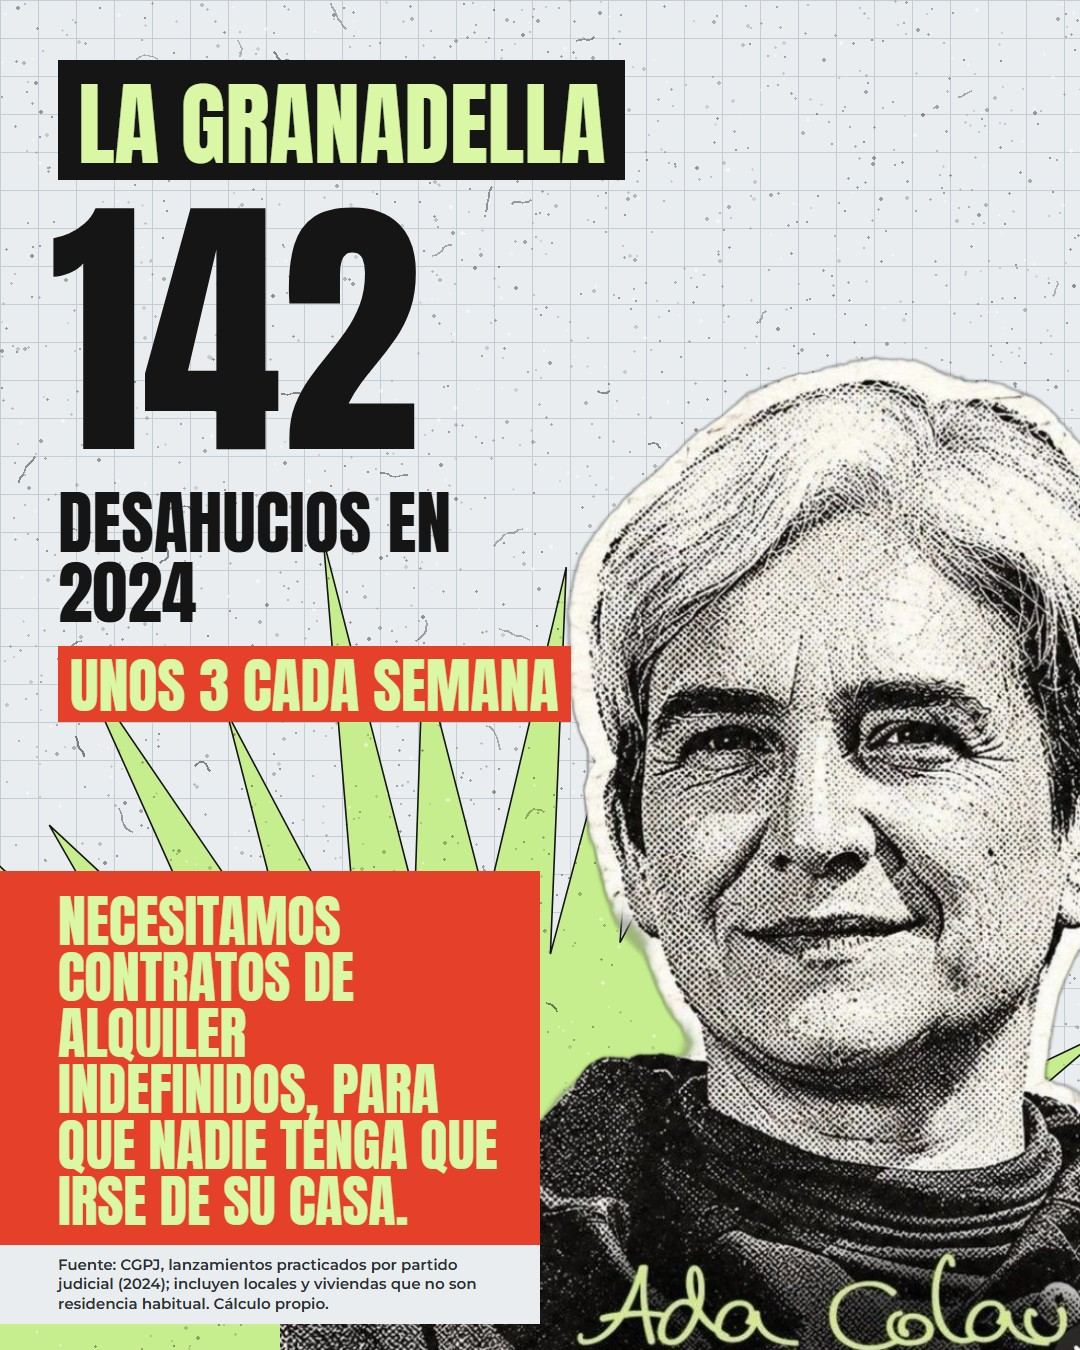 LA GRANADELLA
142
DESAHUCIOS EN
2024
UNOS 3 CADA SEMANA
NECESITAMOS
CONTRATOS DE
ALQUILER
INDEFINIDOS, PARA
QUE NADIE TENGA QUE
IRSE DE SU CASA.
Fuente: CGPJ, lanzamientos practicados por partido
judicial (2024); incluyen locales y viviendas que no son
residencia habitual. Cálculo propio.
Ada Colau